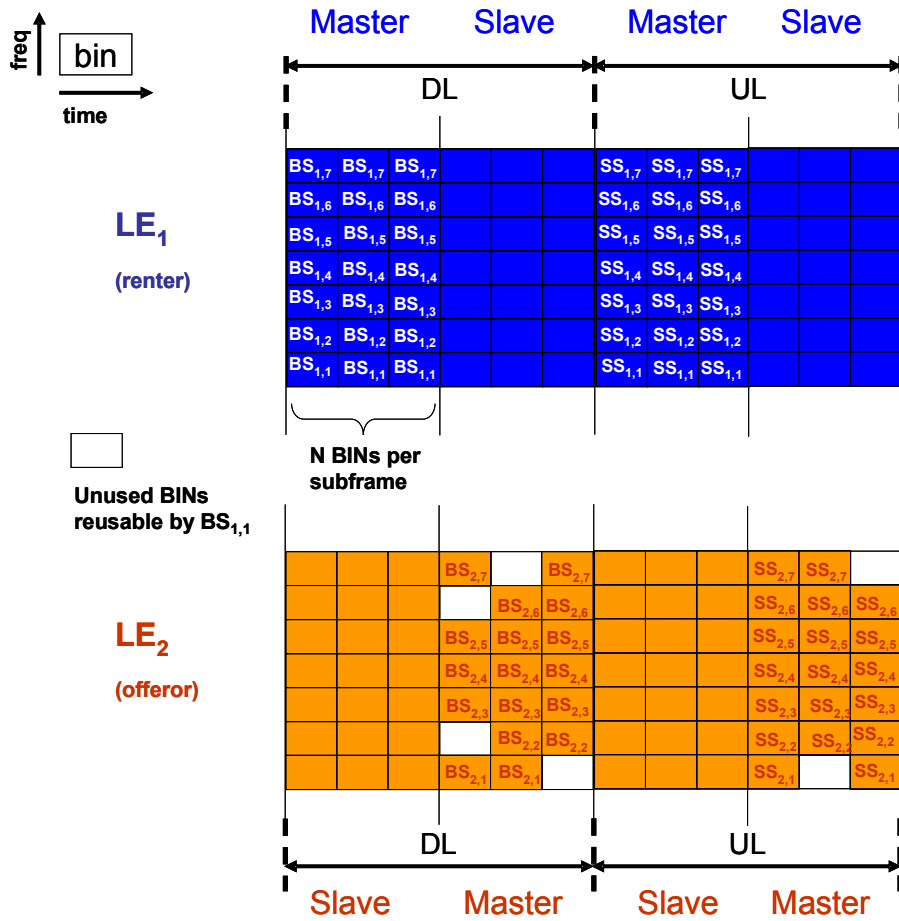 Master Slave Master Slave
freq
bin
time
DL UL
BS1,7 BS1,7 BS1,7 SS1,7 SS1,7 SS1,7
BS1,6 BS1,6 BS1,6 SS1,6 SS1,6 SS1,6
LE1
BS1,5 BS1,5 BS1,5 SS1,5 SS1,5 SS1,5
(renter)
BS1,4 BS1,4 BS1,4 SS1,4 SS1,4 SS1,4
BS1,3 BS1,3 BS1,3 SS1,3 SS1,3 SS1,3
BS1,2 BS1,2 BS1,2 SS1,2 SS1,2 SS1,2
BS1,1 BS1,1 BS1,1 SS1,1 SS1,1 SS1,1
N BINs per
subframe
Unused BINs
reusable by BS1,1
BS2,7 BS2,7 SS2,7 SS2,7
BS2,6 BS2,6 SS2,6 SS2,6 SS2,6
LE2
BS2,5 BS2,5 BS2,5 SS2,5 SS2,5 SS2,5
(offeror)
BS2,4 BS2,4 BS2,4 SS2,4 SS2,4 SS2,4
BS2,3 BS2,3 BS2,3 SS2,3 SS2,3 SS2,3
BS2,2 BS2,2 SS2,2 SS2,2 SS2,2
BS2,1 BS2,1 SS2,1 SS2,1
DL UL
Slave Master Slave Master